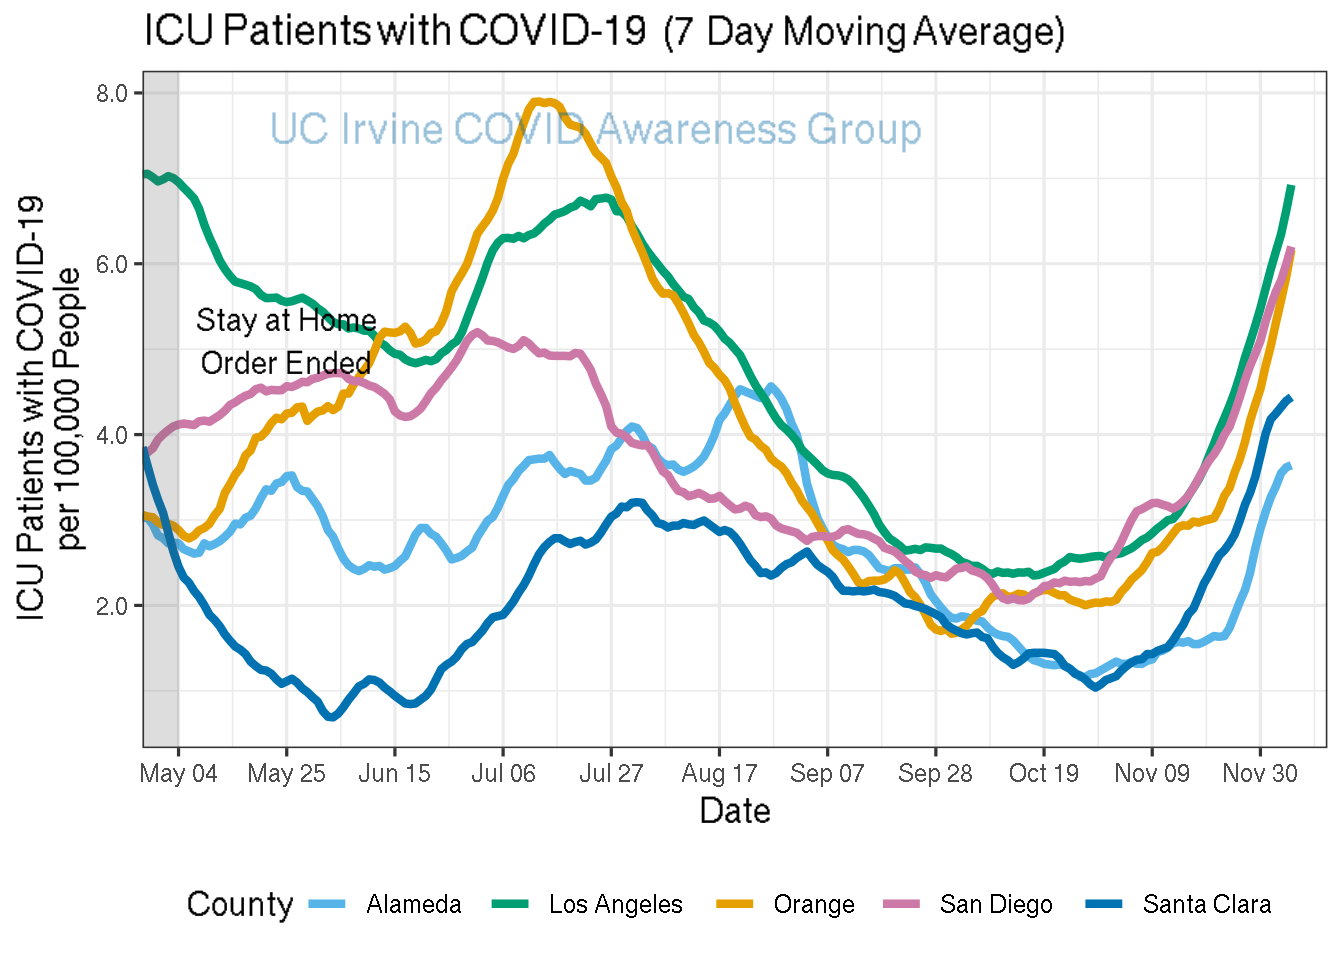 ICU Patients with COVID-19 (7 Day Moving Average)
UC Irvine COVID Awareness Group
ICU Patients with COVID-19
per 100,000 People
8.0
6.0
4.0
2.0
Stay at Home
Order Ended
May 04 May 25 Jun 15 Jul 06 Jul 27 Aug 17 Sep 07 Sep 28 Oct 19 Nov 09 Nov 30
Date
County Alameda Los Angeles Orange San Diego Santa Clara